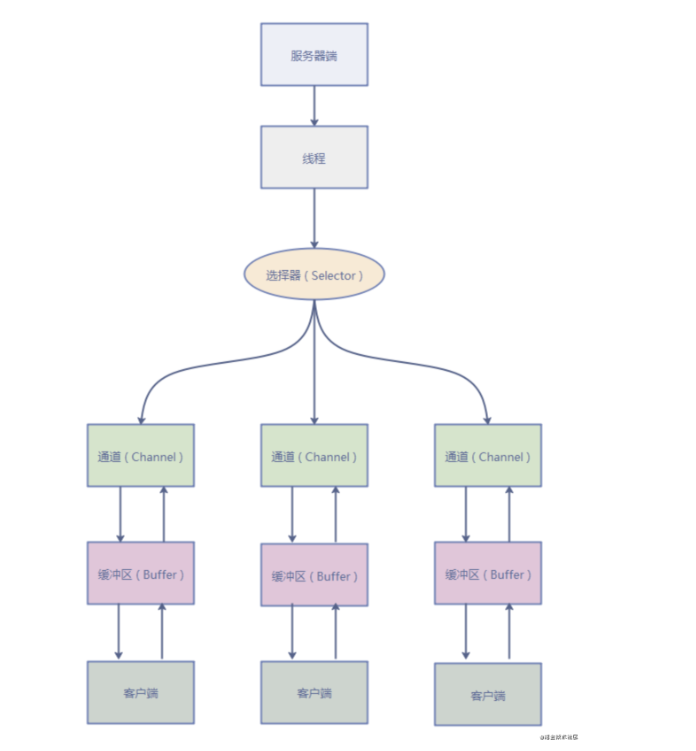 服务器端
线程
选择器 ( Selector )
通道 ( Channel )
通道 ( Channel )
通道 ( Channel )
缓冲区 ( Buffer )
缓冲区 ( Buffer )
缓冲区 ( Buffer )
客户端
客户端
客户端